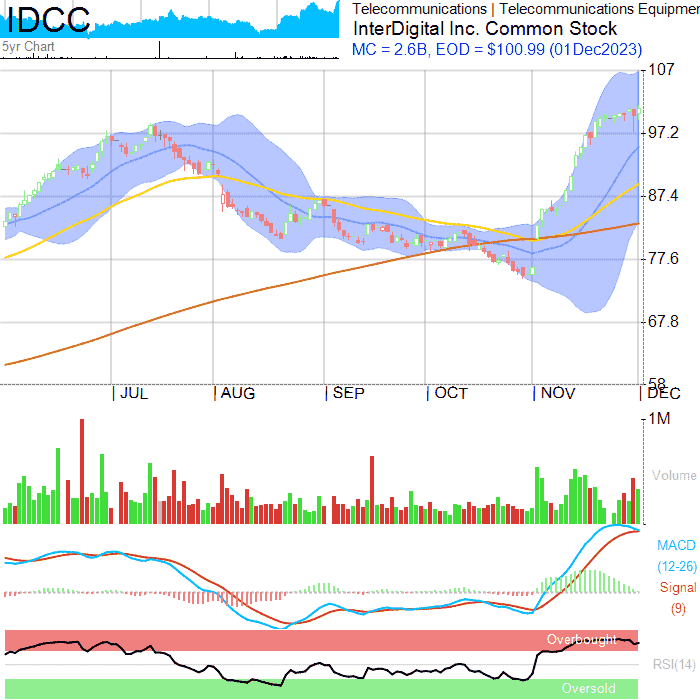 IDCC
Telecommunications | Telecommunications Equipmen
InterDigital Inc. Common Stock
MC = 2.6B, EOD = $100.99 (01Dec2023)
5yr Chart
107
97.2
87.4
77.6
67.8
58
JUL AUG SEP OCT NOV DEC
1M
Volume
MACD
(12-26)
Signal
(9)
Overbought
RSI(14)
Oversold